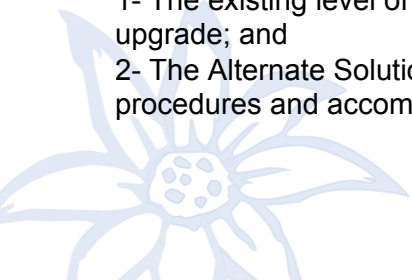 1- The existing level of
upgrade; and
2- The Alternate Solutio
procedures and accom